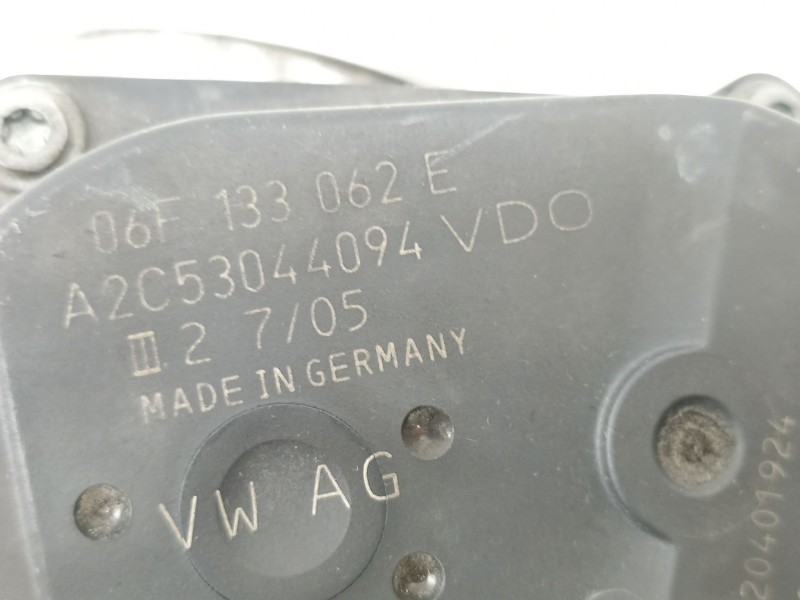 06F 133 062 E
A2C53044094 VDO
III 2 7/05
MADE IN GERMANY
VW AG
20401924